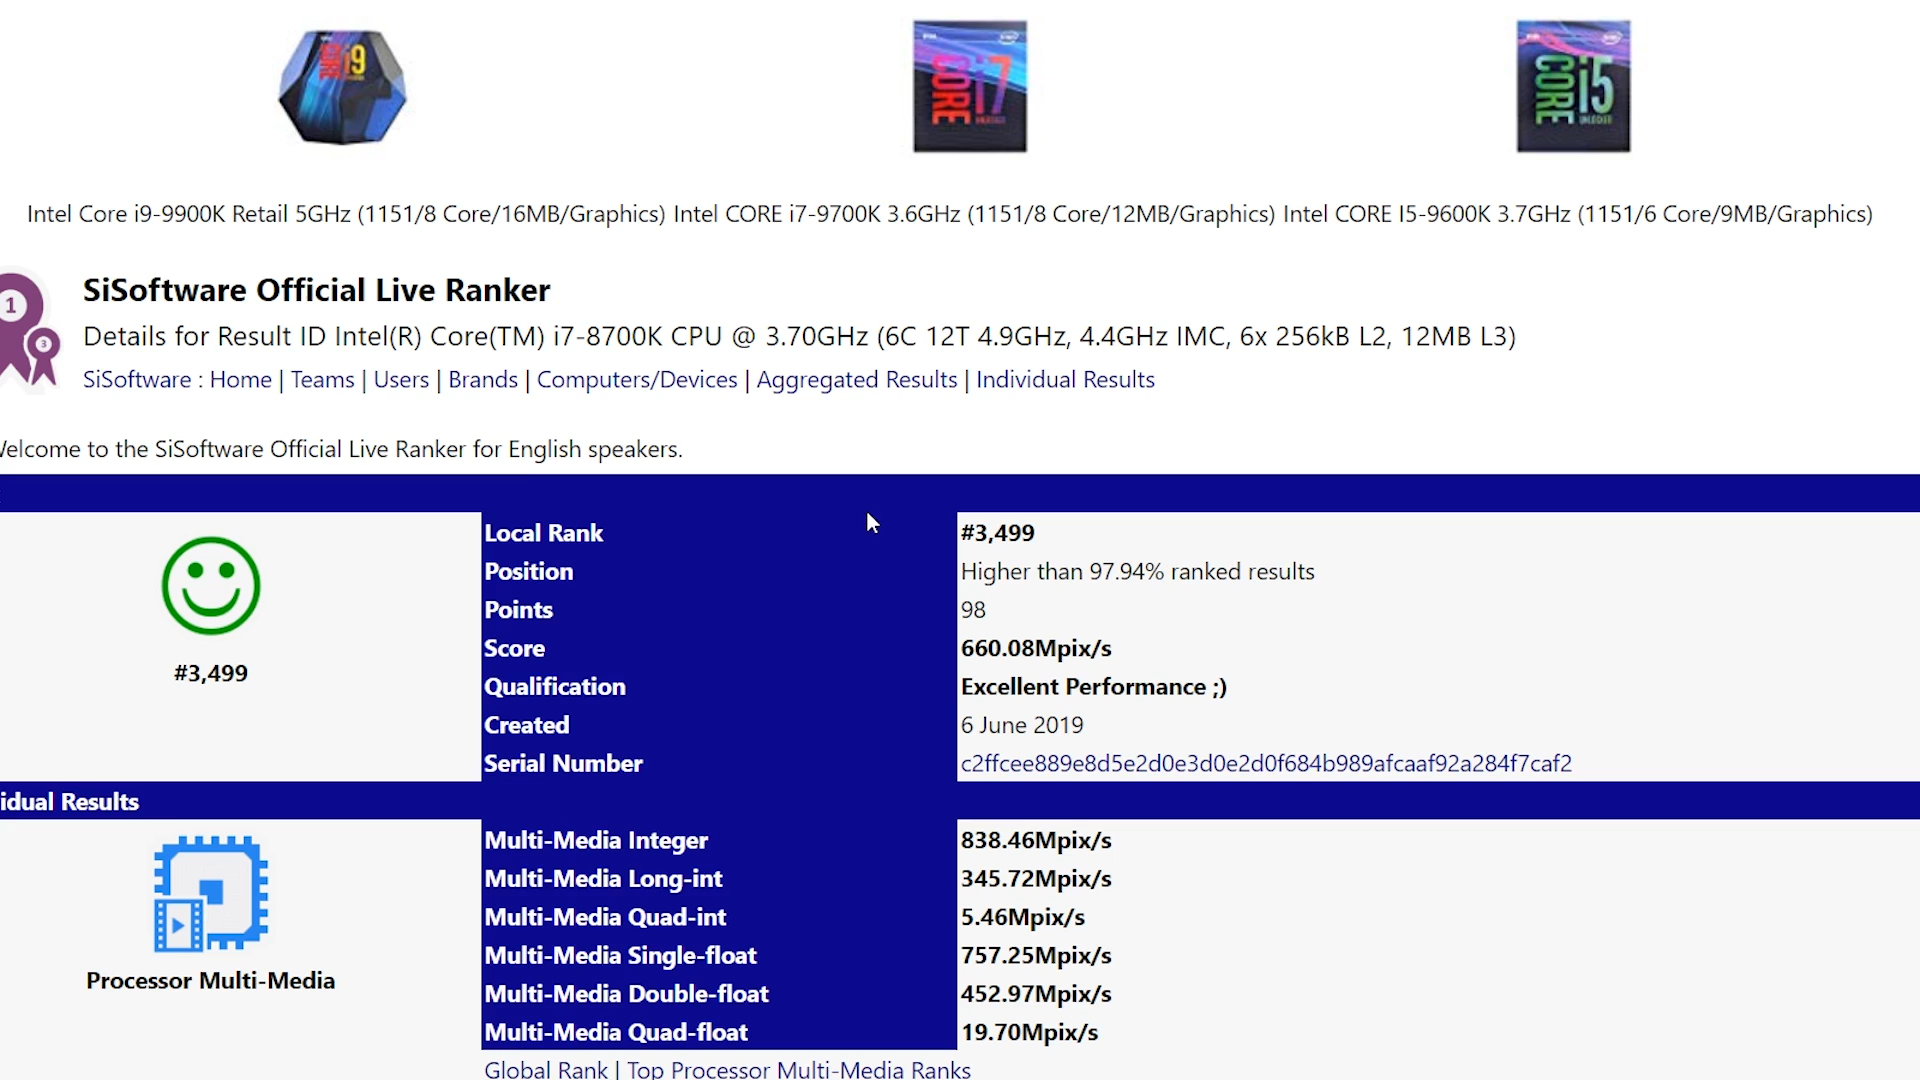 CORE i9
CORE i7
CORE i5
Intel Core i9-9900K Retail 5GHz (1151/8 Core/16MB/Graphics) Intel CORE i7-9700K 3.6GHz (1151/8 Core/12MB/Graphics) Intel CORE I5-9600K 3.7GHz (1151/6 Core/9MB/Graphics)
1
3
SiSoftware Official Live Ranker
Details for Result ID Intel(R) Core(TM) i7-8700K CPU @ 3.70GHz (6C 12T 4.9GHz, 4.4GHz IMC, 6x 256kB L2, 12MB L3)
SiSoftware : Home | Teams | Users | Brands | Computers/Devices | Aggregated Results | Individual Results
elcome to the SiSoftware Official Live Ranker for English speakers.
#3,499
Local Rank #3,499
Position Higher than 97.94% ranked results
Points 98
Score 660.08Mpix/s
Qualification Excellent Performance ;)
Created 6 June 2019
Serial Number c2ffcee889e8d5e2d0e3d0e2d0f684b989afcaaf92a284f7caf2
idual Results
Processor Multi-Media
Multi-Media Integer 838.46Mpix/s
Multi-Media Long-int 345.72Mpix/s
Multi-Media Quad-int 5.46Mpix/s
Multi-Media Single-float 757.25Mpix/s
Multi-Media Double-float 452.97Mpix/s
Multi-Media Quad-float 19.70Mpix/s
Global Rank | Top Processor Multi-Media Ranks